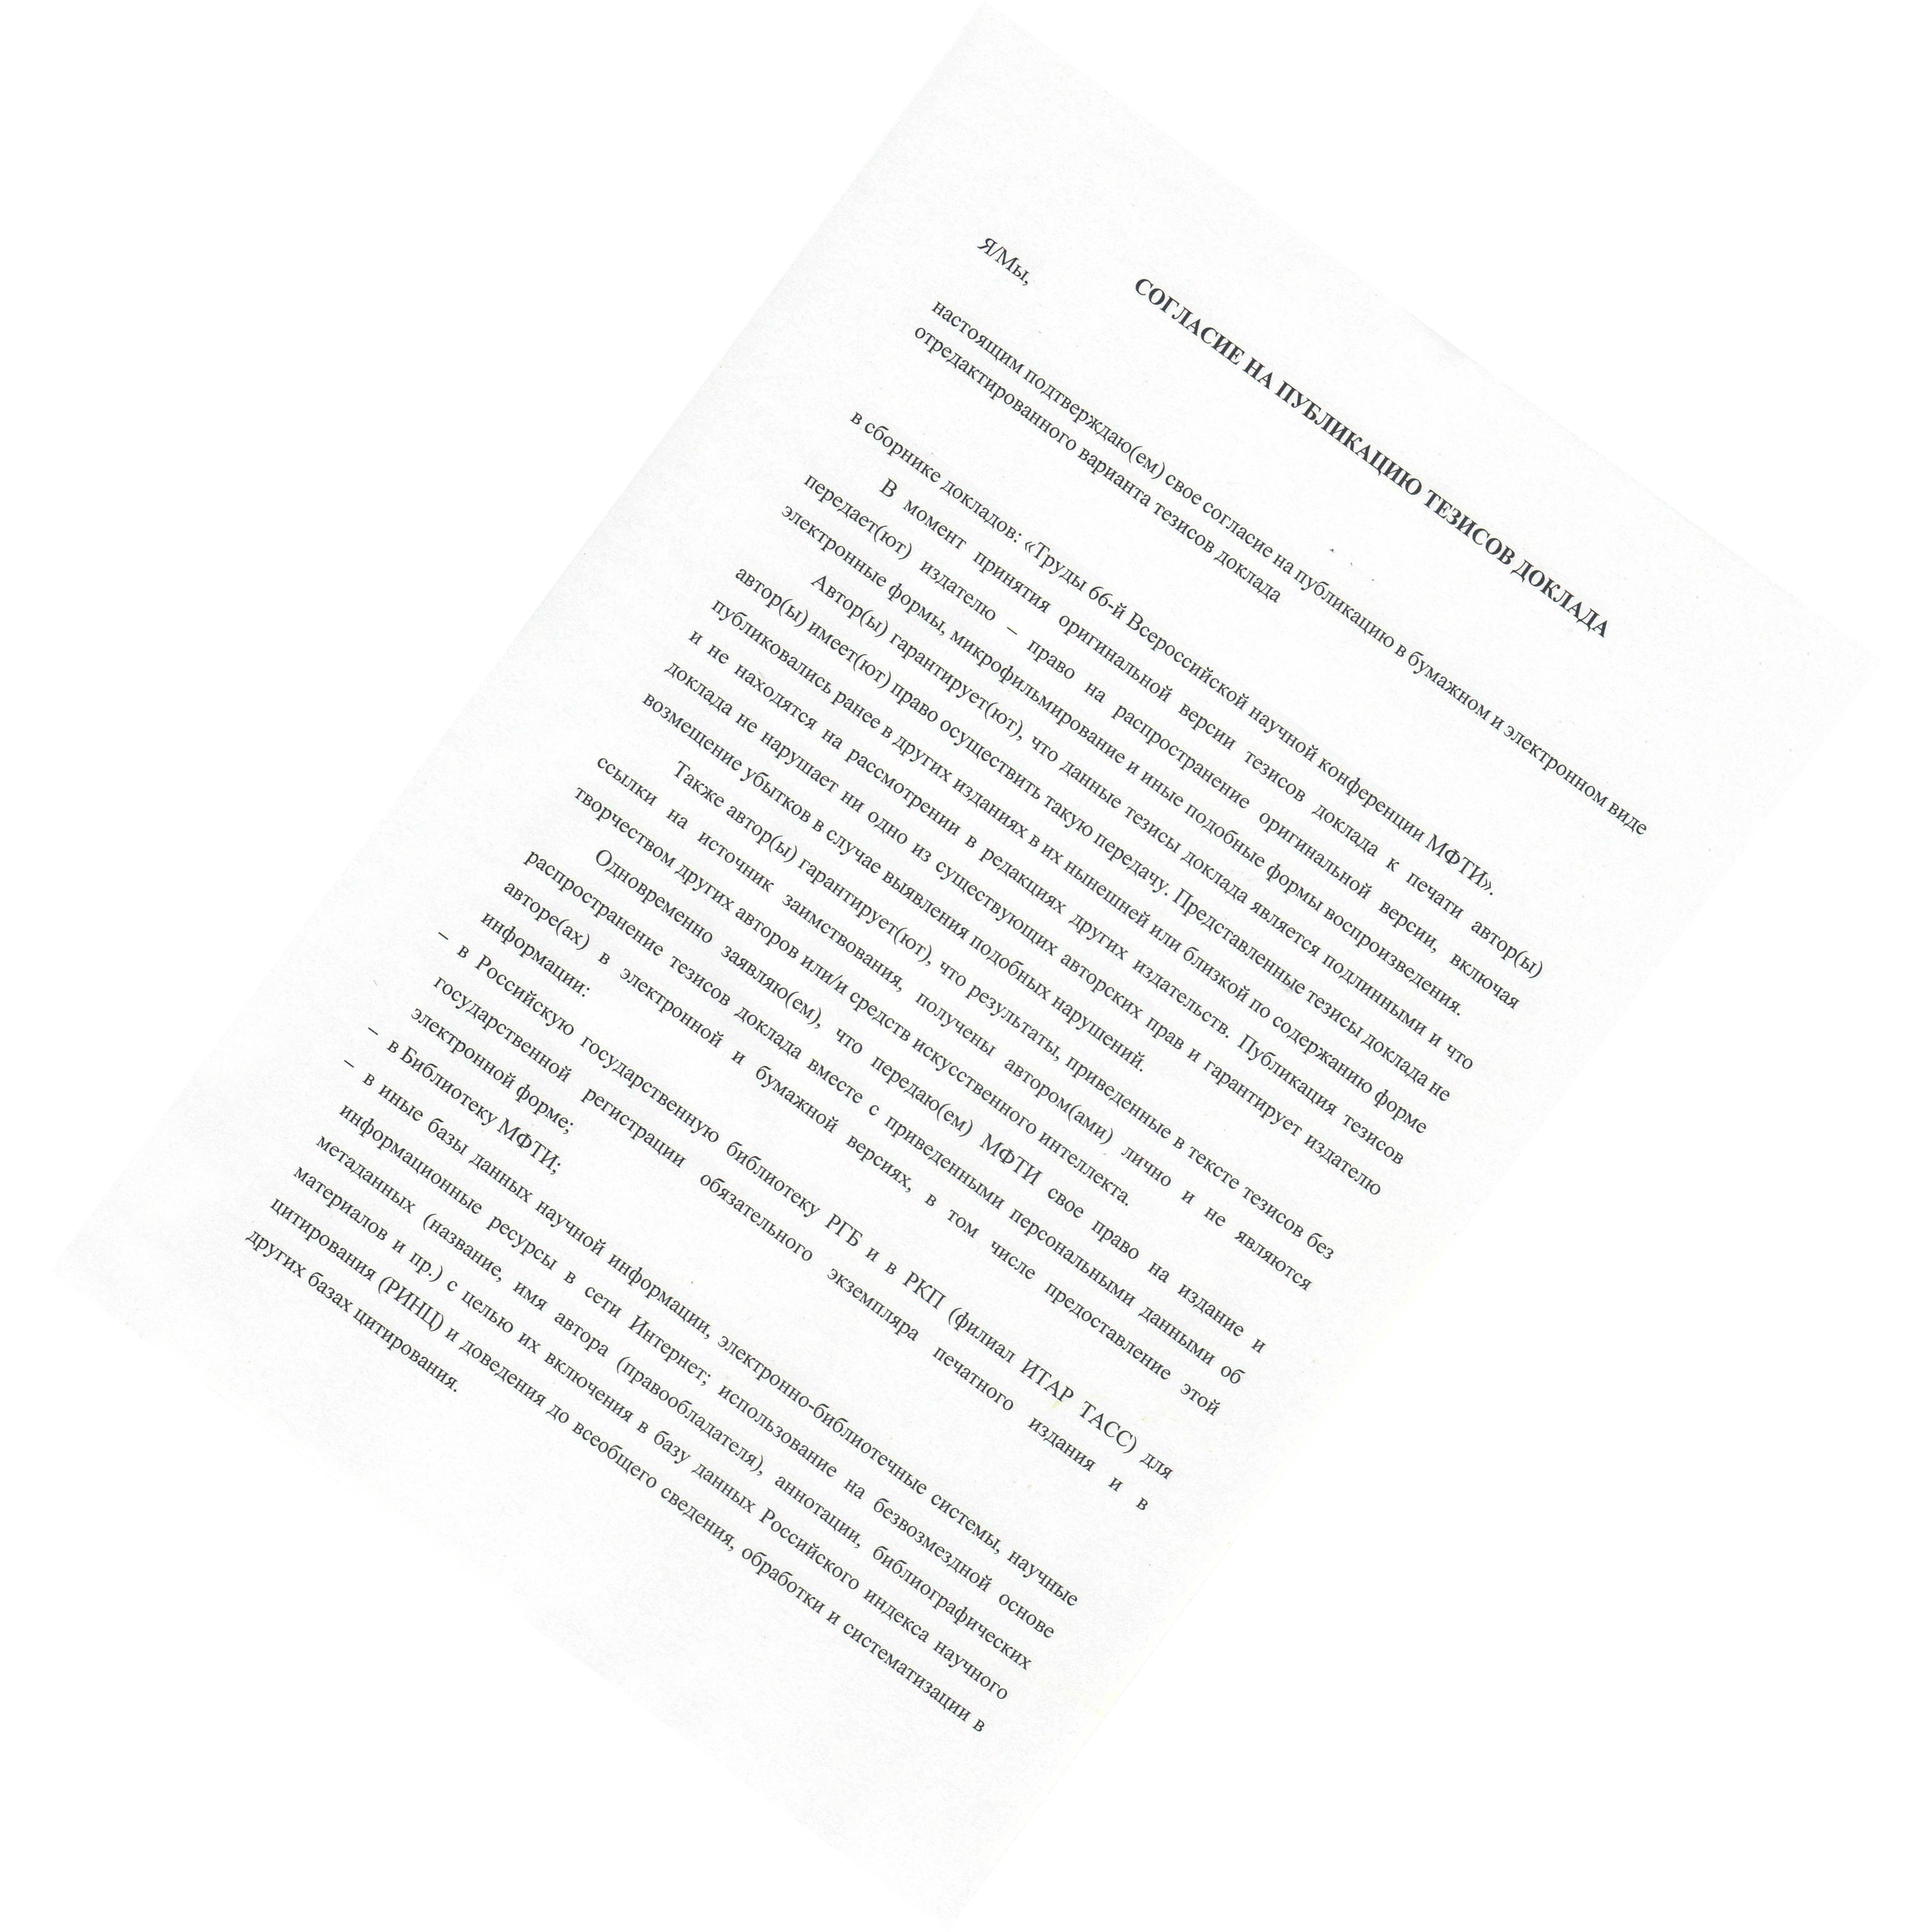 СОГЛАСИЕ НА ПУБЛИКАЦИЮ ТЕЗИСОВ ДОКЛАДА
Я/Мы,
настоящим подтверждаю(ем) свое согласие на публикацию в бумажном и электронном виде
отредактированного варианта тезисов доклада
в сборнике докладов: «Труды 66-й Всероссийской научной конференции МФТИ».
В момент принятия оригинальной версии тезисов доклада к печати автор(ы)
передает(ют) издателю – право на распространение оригинальной версии, включая
электронные формы, микрофильмирование и иные подобные формы воспроизведения.
Автор(ы) гарантирует(ют), что данные тезисы доклада является подлинными и что
автор(ы) имеет(ют) право осуществить такую передачу. Представленные тезисы доклада не
публиковались ранее в других изданиях в их нынешней или близкой по содержанию форме
и не находятся на рассмотрении в редакциях других издательств. Публикация тезисов
доклада не нарушает ни одно из существующих авторских прав и гарантирует издателю
возмещение убытков в случае выявления подобных нарушений.
Также автор(ы) гарантирует(ют), что результаты, приведенные в тексте тезисов без
ссылки на источник заимствования, получены автором(ами) лично и не являются
творчеством других авторов или/и средств искусственного интеллекта.
Одновременно заявляю(ем), что передаю(ем) МФТИ свое право на издание и
распространение тезисов доклада вместе с приведенными персональными данными об
авторе(ах) в электронной и бумажной версиях, в том числе предоставление этой
информации:
– в Российскую государственную библиотеку РГБ и в РКП (филиал ИТАР ТАСС) для
государственной регистрации обязательного экземпляра печатного издания и в
электронной форме;
– в Библиотеку МФТИ;
– в иные базы данных научной информации, электронно-библиотечные системы, научные
информационные ресурсы в сети Интернет; использование на безвозмездной основе
метаданных (название, имя автора (правообладателя), аннотации, библиографических
материалов и пр.) с целью их включения в базу данных Российского индекса научного
цитирования (РИНЦ) и доведения до всеобщего сведения, обработки и систематизации в
других базах цитирования.